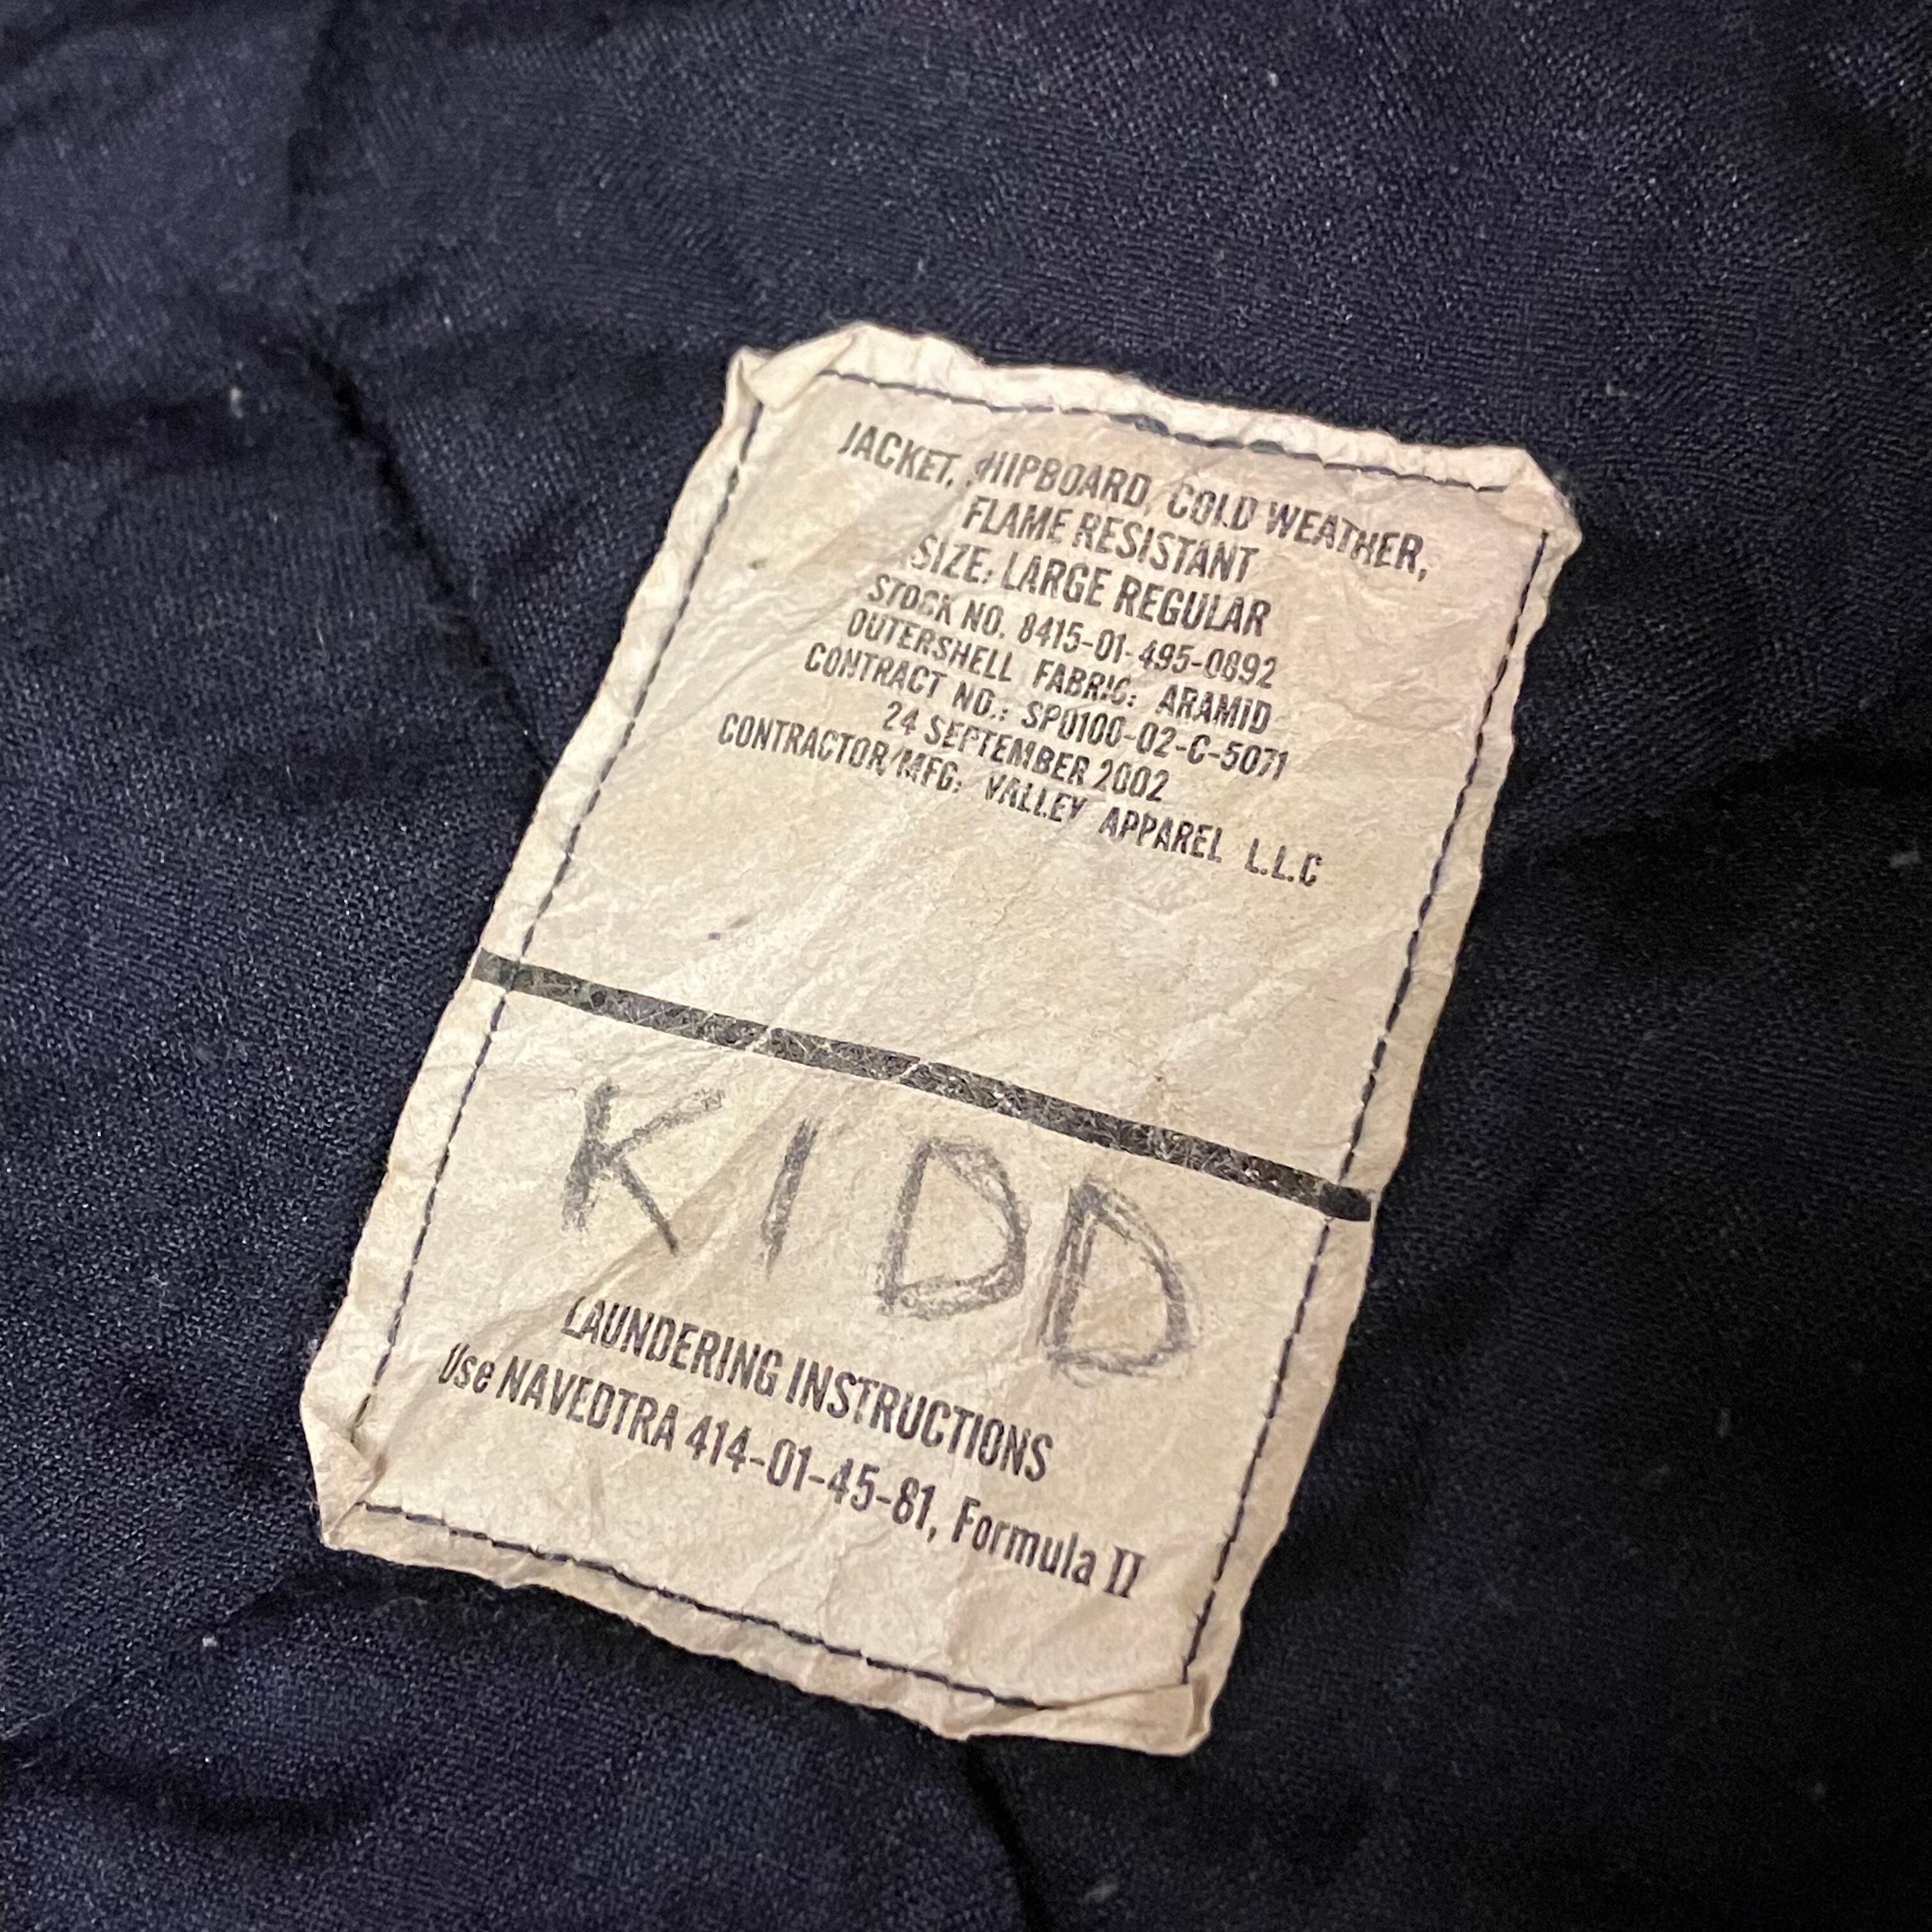 JACKET, SHIPBOARD, COLD WEATHER,
FLAME RESISTANT
SIZE: LARGE REGULAR
STOCK NO. 8415-01-495-0892
OUTERSHELL FABRIC: ARAMID
CONTRACT NO.: SP0100-02-C-5071
24 SEPTEMBER 2002
CONTRACTOR/MFG: VALLEY APPAREL L.L.C
KIDD
LAUNDERING INSTRUCTIONS
Use NAVEDTRA 414-01-45-81, Formula II